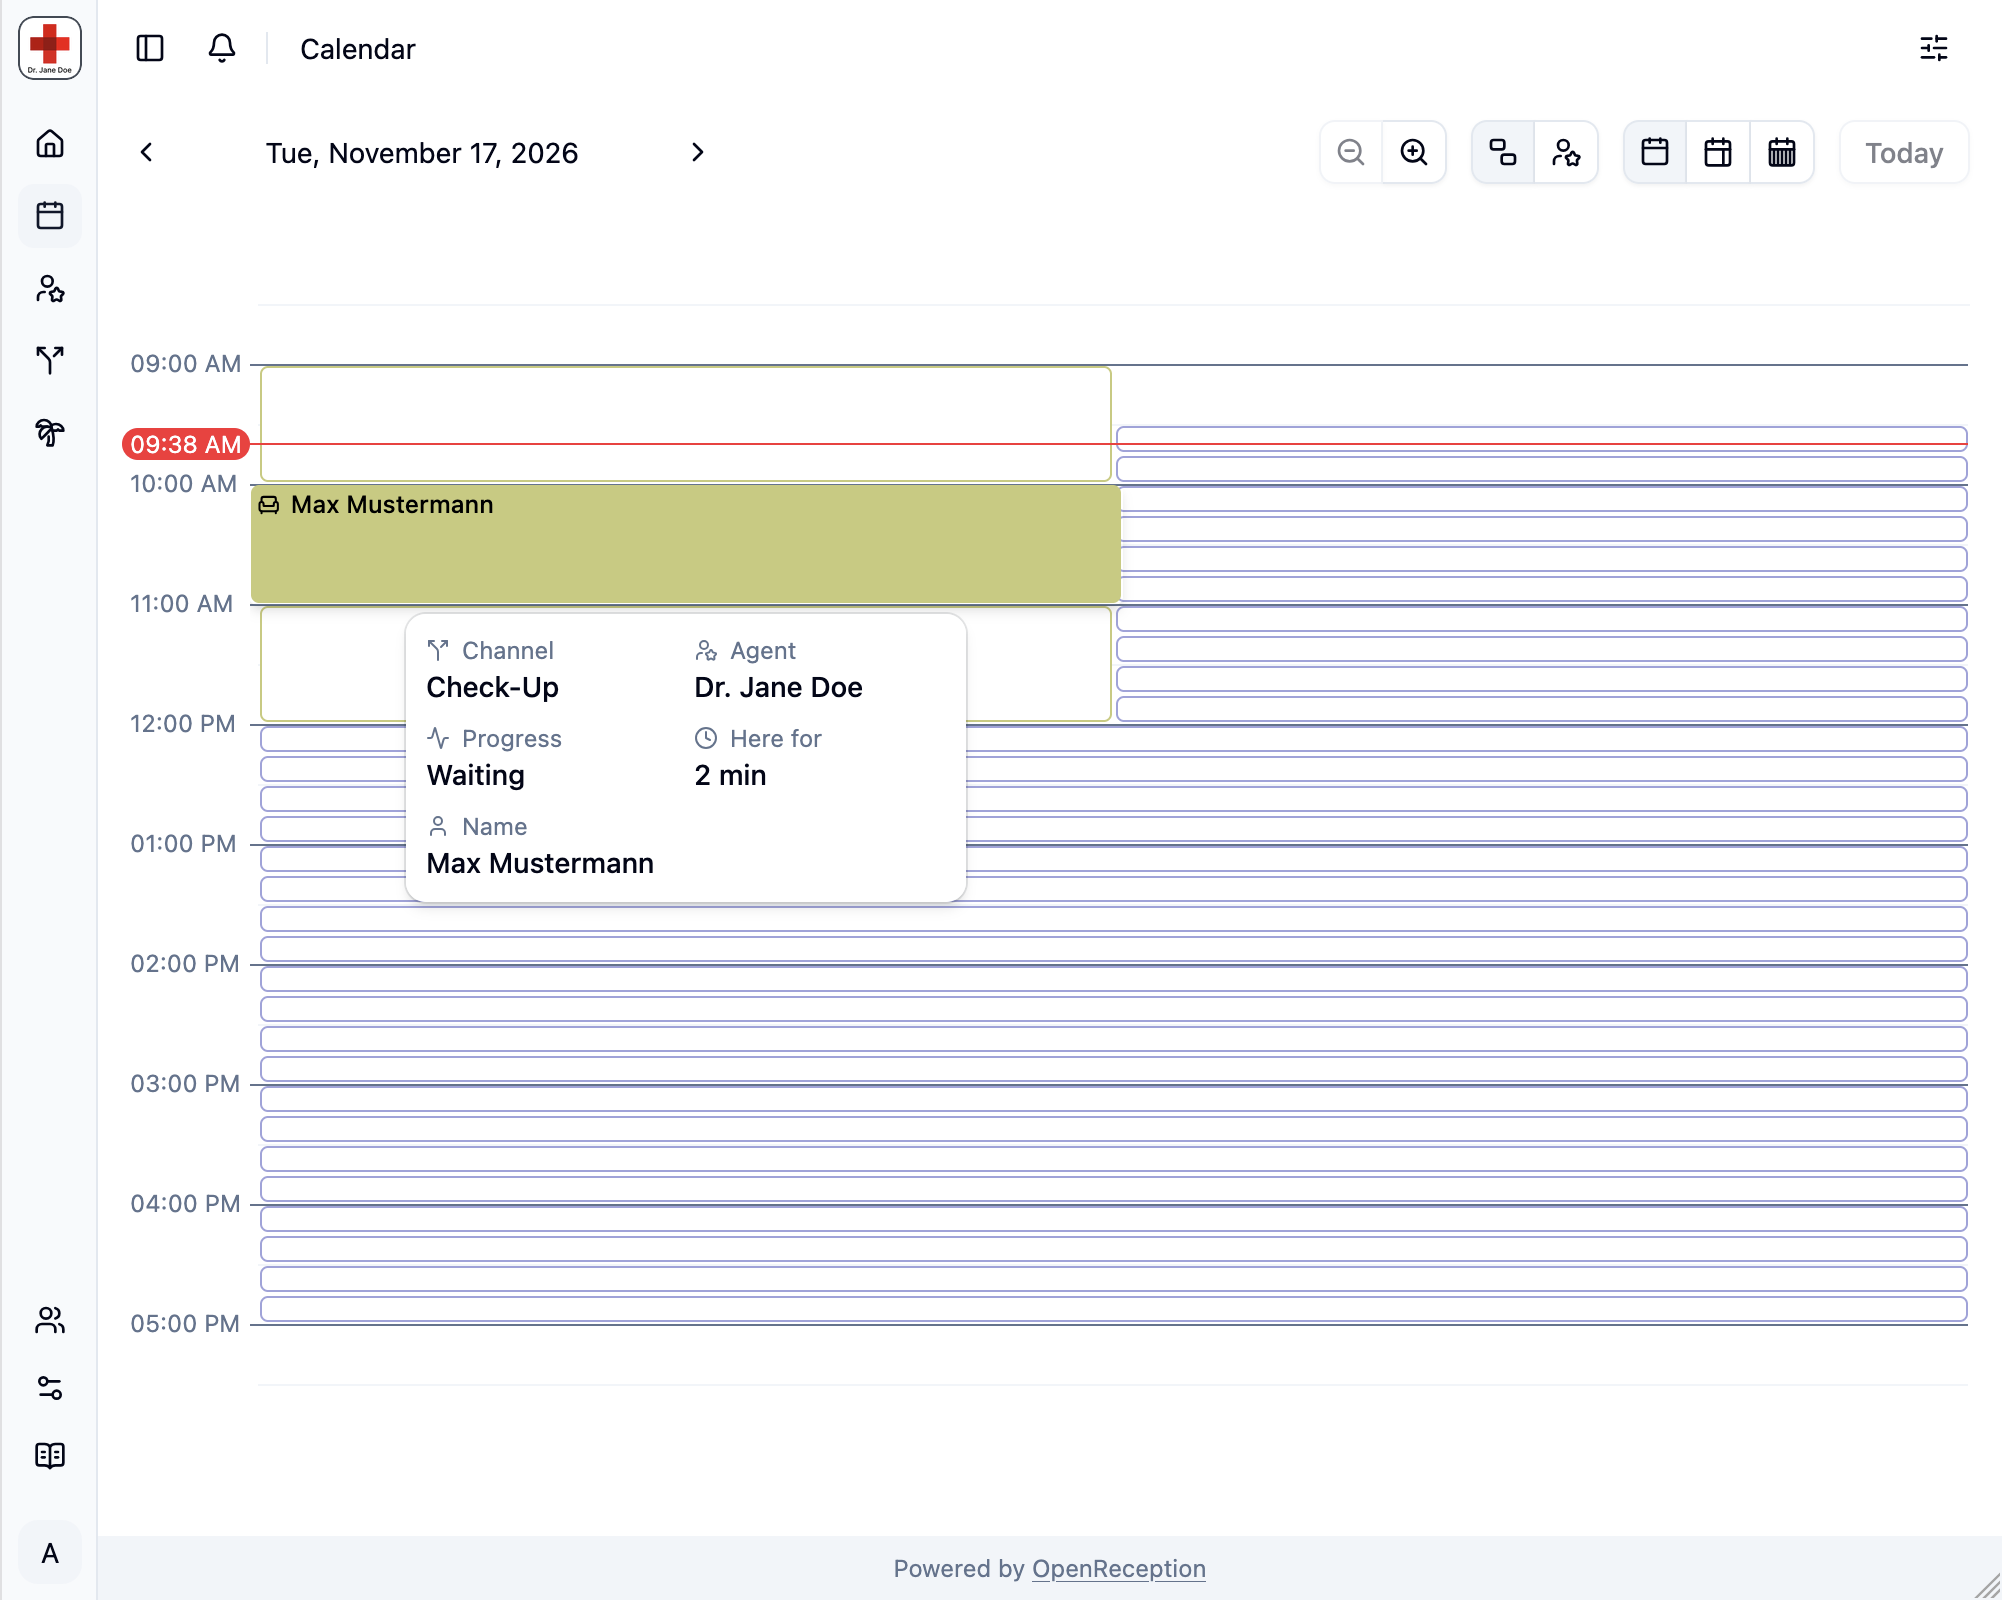 Dr. Jane Doe
Calendar
Tue, November 17, 2026
Today
09:00 AM
09:38 AM
10:00 AM
Max Mustermann
11:00 AM
Channel
Agent
Check-Up
Dr. Jane Doe
12:00 PM
Progress
Here for
Waiting
2 min
Name
01:00 PM
Max Mustermann
02:00 PM
03:00 PM
04:00 PM
05:00 PM
A
Powered by OpenReception